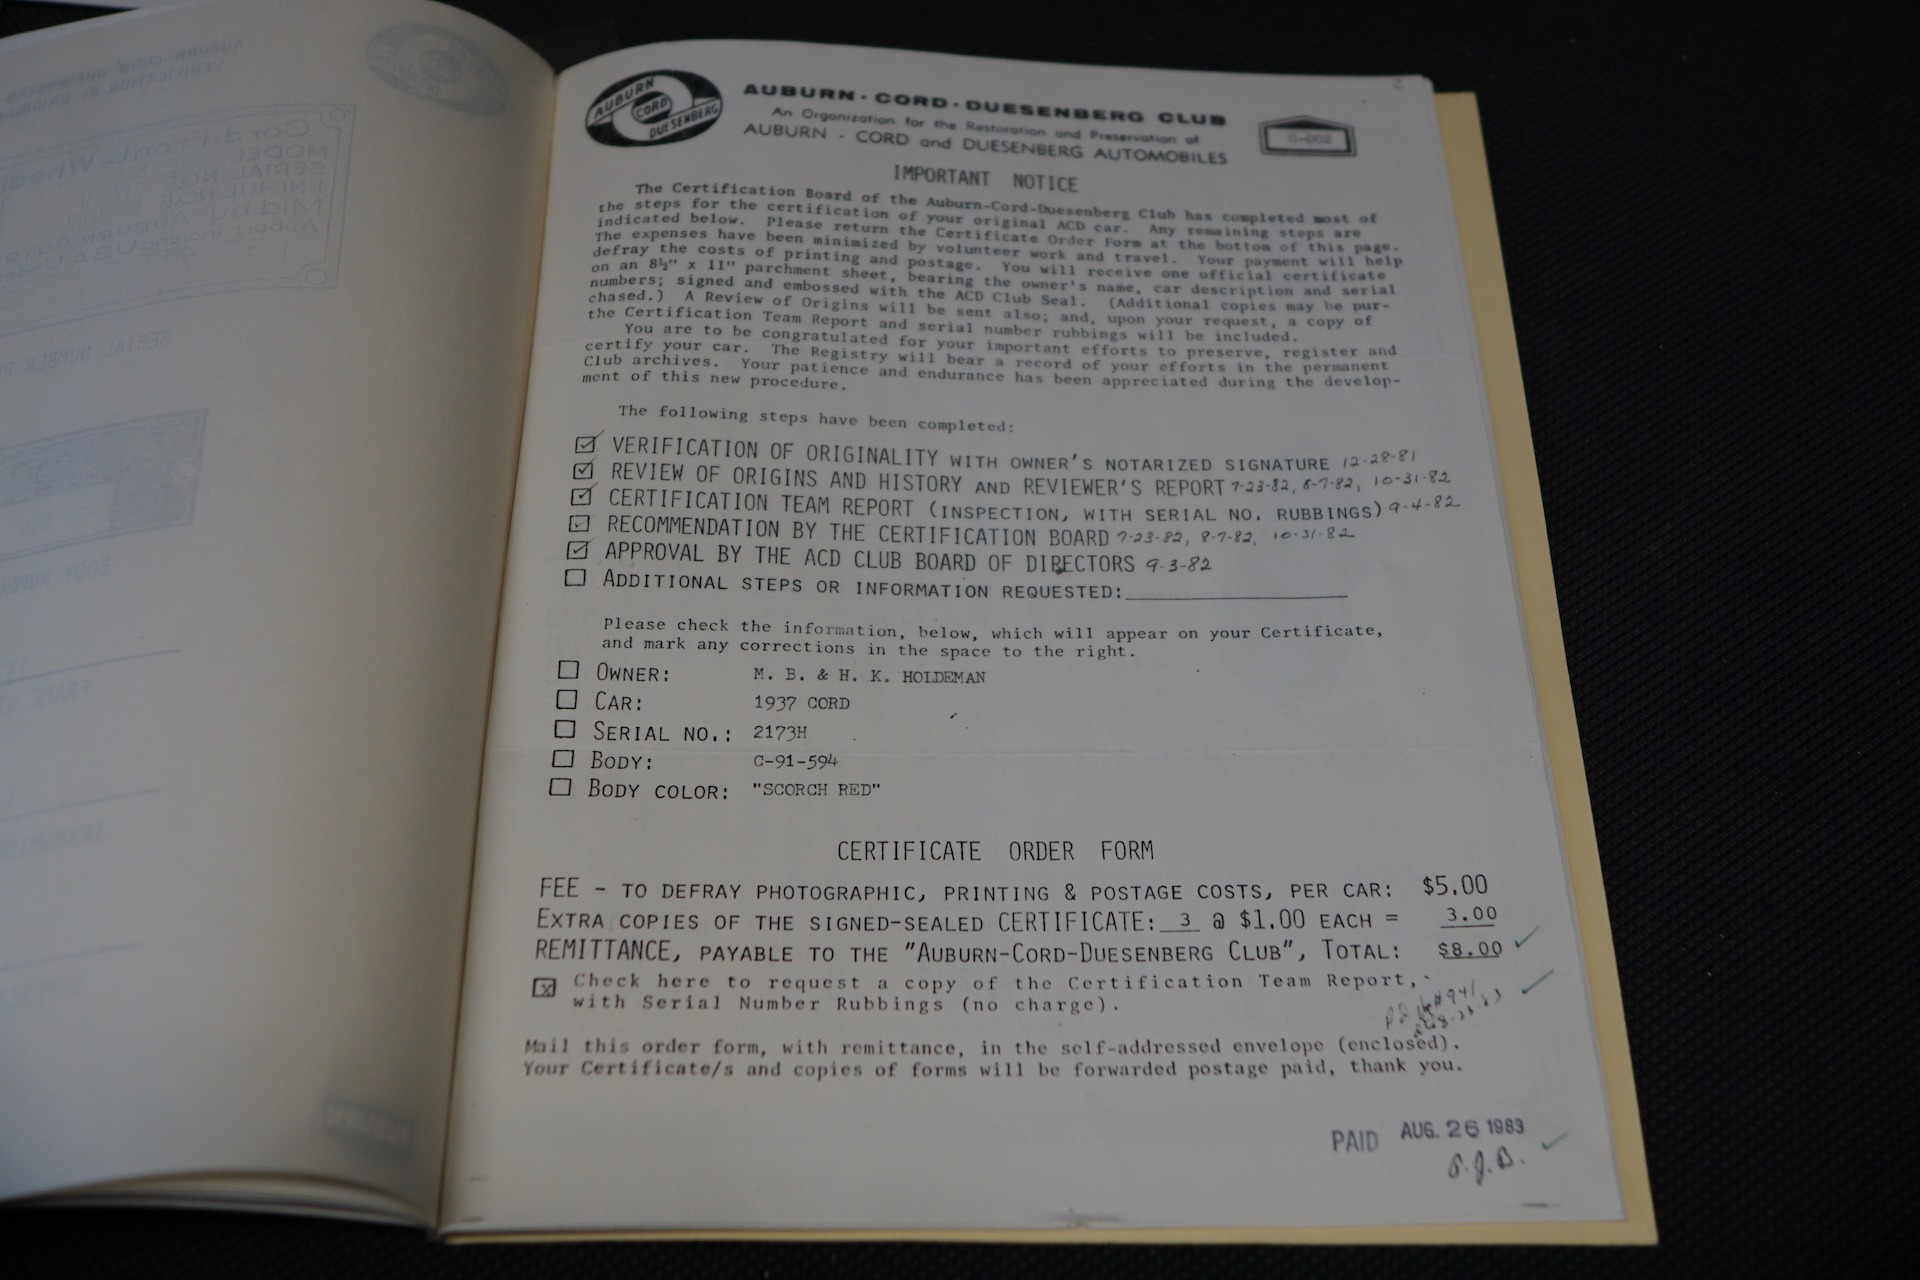 AUBURN CORD DUESENBERG
AUBURN - CORD - DUESENBERG CLUB
An Organization for the Restoration and Preservation of
AUBURN - CORD and DUESENBERG AUTOMOBILES
C-002
IMPORTANT NOTICE
The Certification Board of the Auburn-Cord-Duesenberg Club has completed most of
the steps for the certification of your original ACD car. Any remaining steps are
indicated below. Please return the Certificate Order Form at the bottom of this page.
The expenses have been minimized by volunteer work and travel. Your payment will help
defray the costs of printing and postage. You will receive one official certificate
on an 8½" x 11" parchment sheet, bearing the owner's name, car description and serial
numbers; signed and embossed with the ACD Club Seal. (Additional copies may be pur-
chased.) A Review of Origins will be sent also; and, upon your request, a copy of
the Certification Team Report and serial number rubbings will be included.
You are to be congratulated for your important efforts to preserve, register and
certify your car. The Registry will bear a record of your efforts in the permanent
Club archives. Your patience and endurance has been appreciated during the develop-
ment of this new procedure.
The following steps have been completed:
VERIFICATION OF ORIGINALITY WITH OWNER'S NOTARIZED SIGNATURE 12-28-81
REVIEW OF ORIGINS AND HISTORY AND REVIEWER'S REPORT 7-23-82, 8-7-82, 10-31-82
CERTIFICATION TEAM REPORT (INSPECTION, WITH SERIAL NO. RUBBINGS) 9-4-82
RECOMMENDATION BY THE CERTIFICATION BOARD 7-23-82, 8-7-82, 10-31-82
APPROVAL BY THE ACD CLUB BOARD OF DIRECTORS 9-3-82
ADDITIONAL STEPS OR INFORMATION REQUESTED:
Please check the information, below, which will appear on your Certificate,
and mark any corrections in the space to the right.
OWNER: M. B. & H. K. HOLDEMAN
CAR: 1937 CORD
SERIAL NO.: 2173H
BODY: C-91-594
BODY COLOR: "SCORCH RED"
CERTIFICATE ORDER FORM
FEE - TO DEFRAY PHOTOGRAPHIC, PRINTING & POSTAGE COSTS, PER CAR: $5.00
EXTRA COPIES OF THE SIGNED-SEALED CERTIFICATE: 3 @ $1.00 EACH = 3.00
REMITTANCE, PAYABLE TO THE "AUBURN-CORD-DUESENBERG CLUB", TOTAL: $8.00
Check here to request a copy of the Certification Team Report,
with Serial Number Rubbings (no charge).
Mail this order form, with remittance, in the self-addressed envelope (enclosed).
Your Certificate/s and copies of forms will be forwarded postage paid, thank you.
PAID AUG. 26 1983